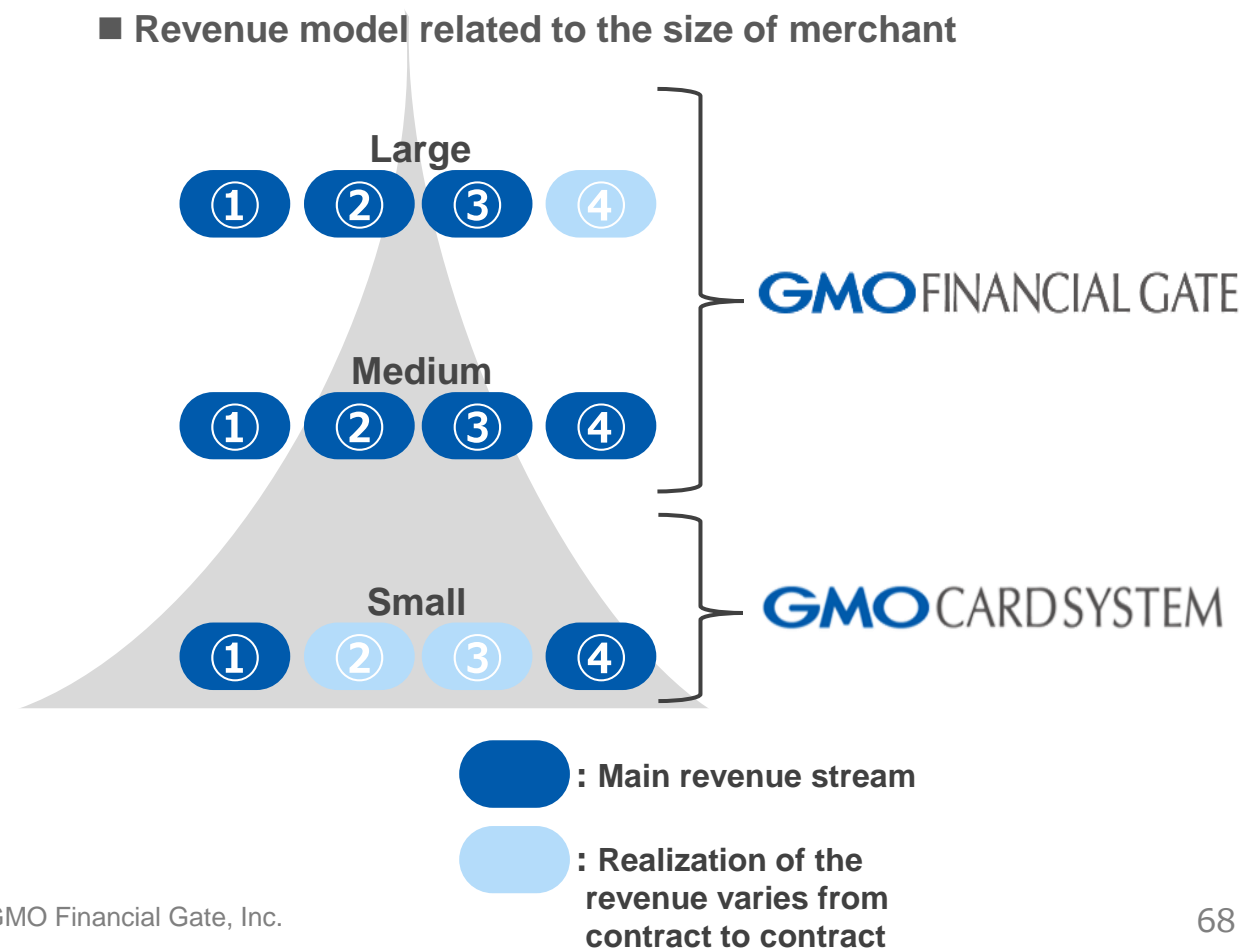 ■ Revenue model related to the size of merchant
Large
① ② ③ ④
GMO FINANCIAL GATE
Medium
① ② ③ ④
Small
① ② ③ ④
GMO CARD SYSTEM
: Main revenue stream
: Realization of the
revenue varies from
contract to contract
GMO Financial Gate, Inc.
68